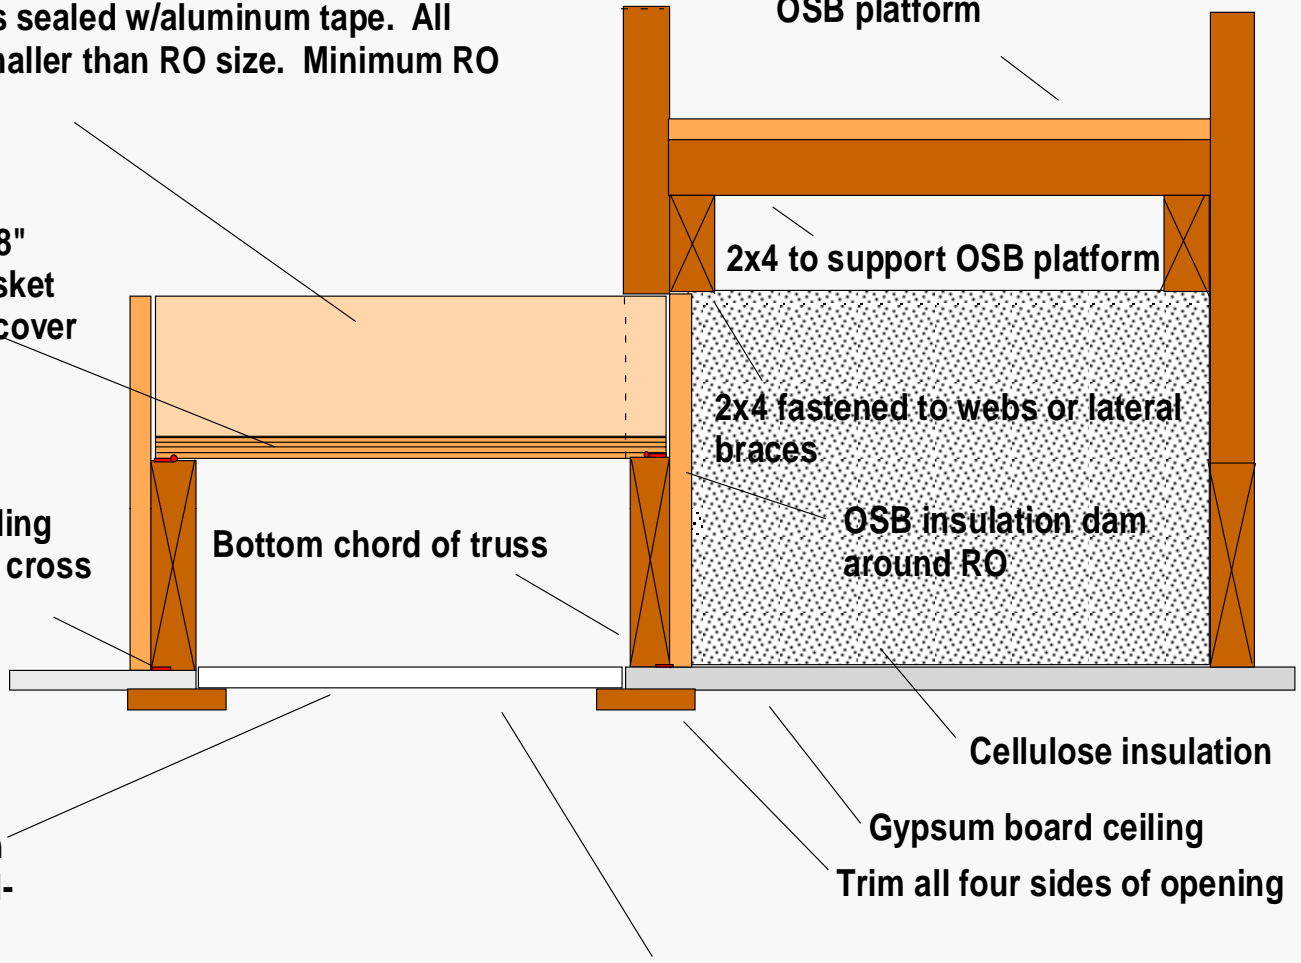 s sealed w/aluminum tape. All
naller than RO size. Minimum RO
OSB platform
8"
sket
cover
2x4 to support OSB platform
2x4 fastened to webs or lateral
braces
ling
cross
Bottom chord of truss
OSB insulation dam
around RO
Cellulose insulation
Gypsum board ceiling
Trim all four sides of opening